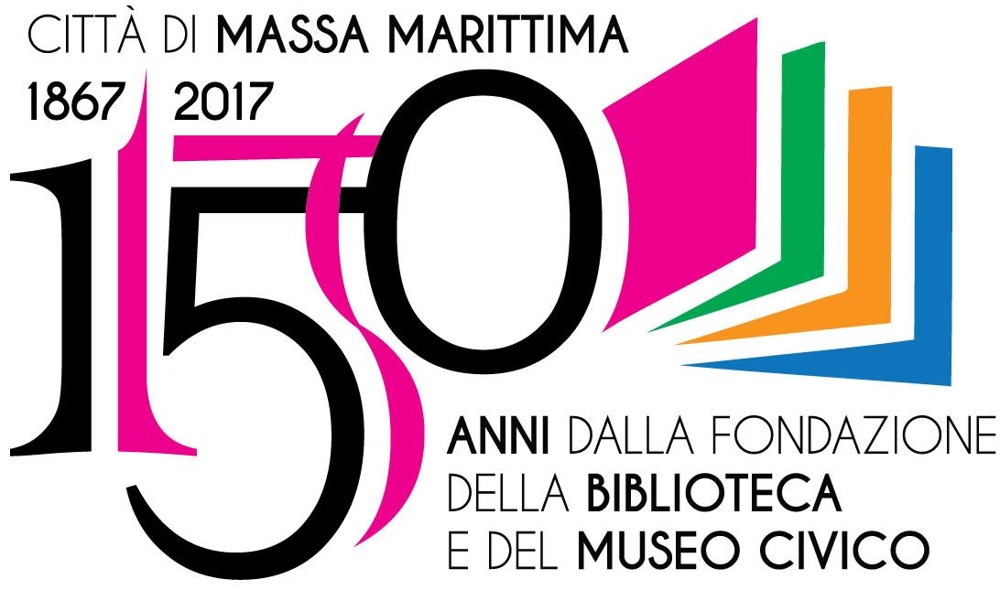 CITTÀ DI MASSA MARITTIMA
1867 2017
150
ANNI DALLA FONDAZIONE
DELLA BIBLIOTECA
E DEL MUSEO CIVICO